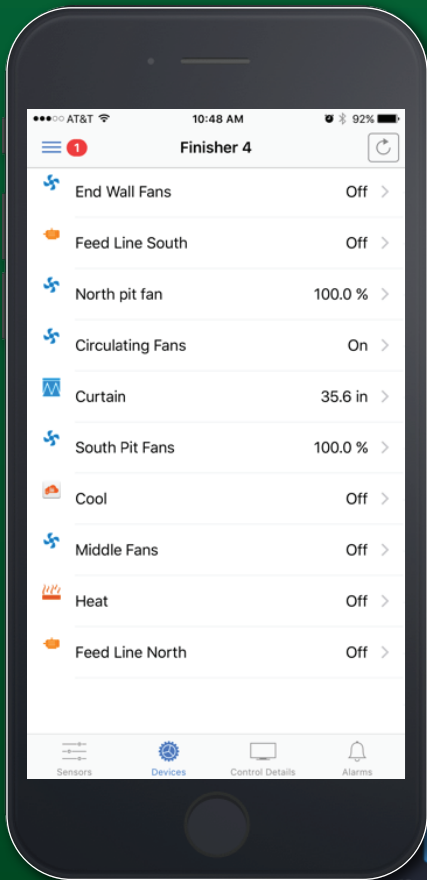 AT&T 10:48 AM 92%
1 Finisher 4
End Wall Fans Off
Feed Line South Off
North pit fan 100.0 %
Circulating Fans On
Curtain 35.6 in
South Pit Fans 100.0 %
Cool Off
Middle Fans Off
Heat Off
Feed Line North Off
Sensors Devices Control Details Alarms